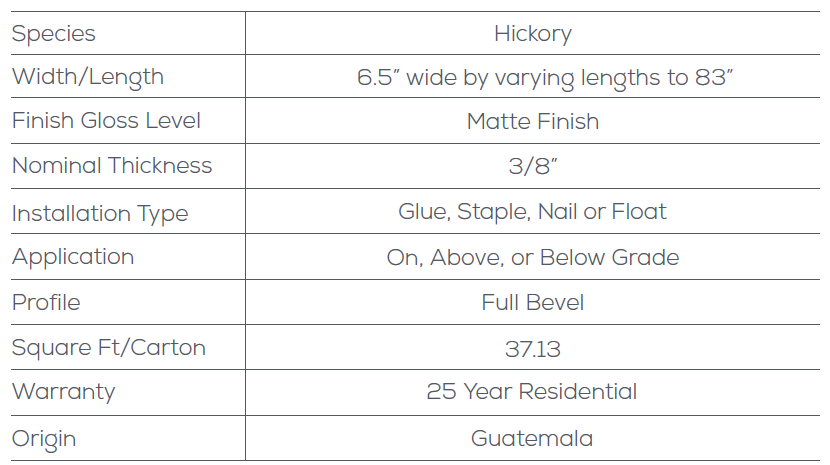 Species Hickory
Width/Length 6.5” wide by varying lengths to 83”
Finish Gloss Level Matte Finish
Nominal Thickness 3/8”
Installation Type Glue, Staple, Nail or Float
Application On, Above, or Below Grade
Profile Full Bevel
Square Ft/Carton 37.13
Warranty 25 Year Residential
Origin Guatemala